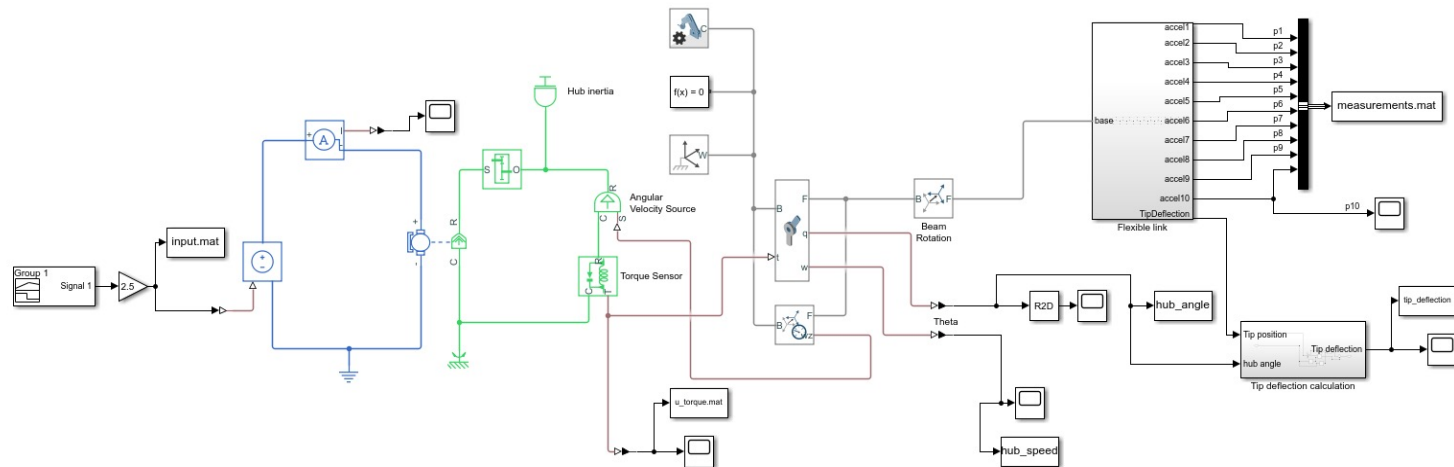 Group 1
Signal 1
2.5
input.mat
+
-
A
I
+
-
+
-
R
C
S
O
Hub inertia
R
C
S
Angular
Velocity Source
R
C
T
Torque Sensor
u_torque.mat
C
f(x) = 0
W
B
t
F
q
w
B
F
wz
B
F
Beam
Rotation
Theta
R2D
hub_angle
hub_speed
base
accel1
accel2
accel3
accel4
accel5
accel6
accel7
accel8
accel9
accel10
TipDeflection
Flexible link
p1
p2
p3
p4
p5
p6
p7
p8
p9
p10
measurements.mat
Tip position
hub angle
Tip deflection
Tip deflection calculation
tip_deflection